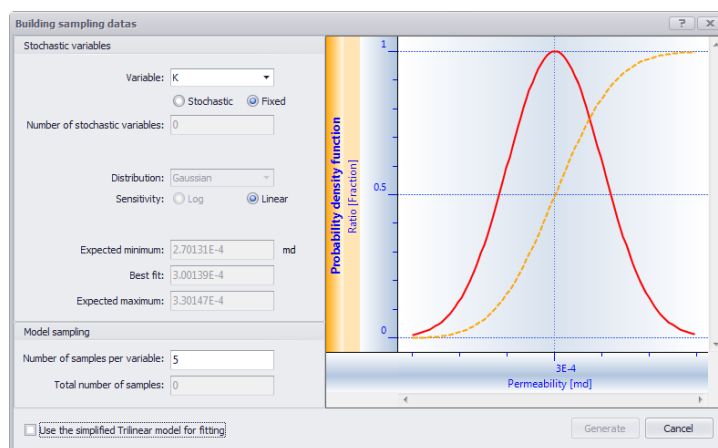 Building sampling datas
?
Stochastic variables
Variable: K
Stochastic Fixed
Number of stochastic variables: 0
Distribution: Gaussian
Sensitivity: Log Linear
Expected minimum: 2.70131E-4 md
Best fit: 3.00139E-4
Expected maximum: 3.30147E-4
Model sampling
Number of samples per variable: 5
Total number of samples: 0
Use the simplified Trilinear model for fitting
Probability density function
Ratio [Fraction]
1
0.5
0
3E-4
Permeability [md]
Generate Cancel